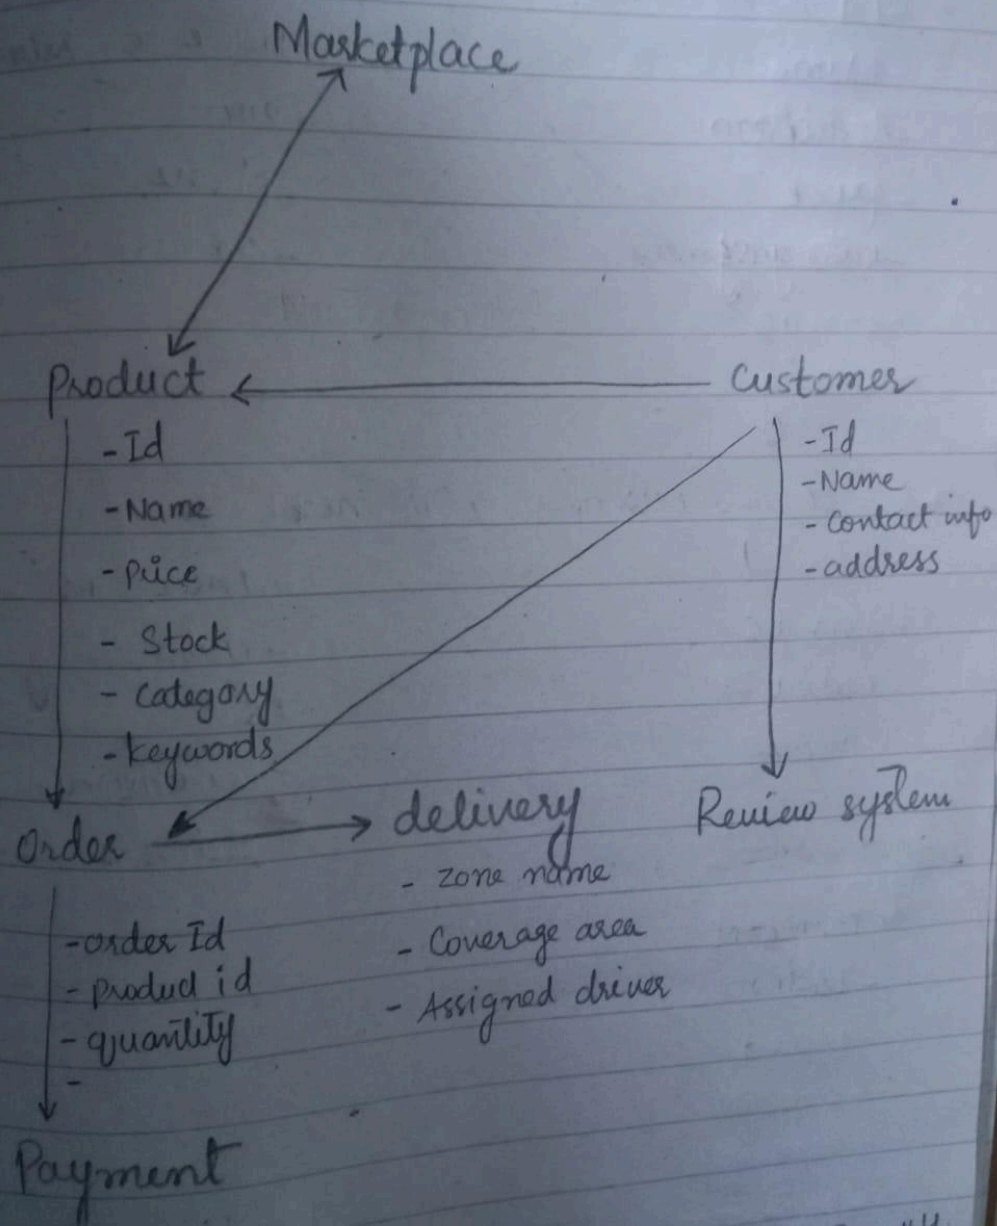 Marketplace
Product
Customer
- Id
- Name
- Price
- Stock
- Category
- keywords
- Id
- Name
- Contact info
- address
Order
delivery
Review system
- order Id
- product id
- quantity
-
- zone name
- Coverage area
- Assigned driver
Payment